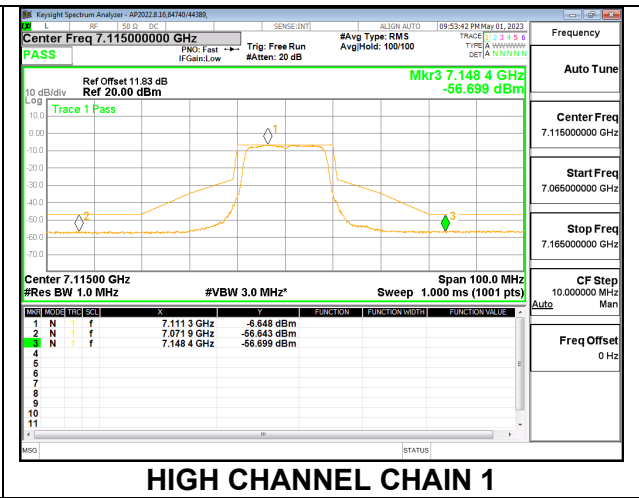 Keysight Spectrum Analyzer - AP2022.8.16,84740/44389,
L RF 50 Ω DC SENSE:INT ALIGN AUTO 09:53:42 PM May 01, 2023
Center Freq 7.115000000 GHz
PASS
PNO: Fast
IFGain:Low
Trig: Free Run
#Atten: 20 dB
#Avg Type: RMS
Avg|Hold: 100/100
TRACE 1 2 3 4 5 6
TYPE A WWWWW
DET A N N N N N
Frequency
Auto Tune
Center Freq
7.115000000 GHz
Start Freq
7.065000000 GHz
Stop Freq
7.165000000 GHz
CF Step
10.000000 MHz
Auto Man
Freq Offset
0 Hz
Mkr3 7.148 4 GHz
-56.699 dBm
Ref Offset 11.83 dB
10 dB/div Ref 20.00 dBm
Log
Trace 1 Pass
10.0
0.00
-10.0
-20.0
-30.0
-40.0
-50.0
-60.0
-70.0
1
2
3
Center 7.11500 GHz Span 100.0 MHz
#Res BW 1.0 MHz #VBW 3.0 MHz* Sweep 1.000 ms (1001 pts)
MKR MODE TRC SCL X Y FUNCTION FUNCTION WIDTH FUNCTION VALUE
1 N 1 f 7.111 3 GHz -6.648 dBm
2 N 1 f 7.071 9 GHz -56.643 dBm
3 N 1 f 7.148 4 GHz -56.699 dBm
4
5
6
7
8
9
10
11
MSG STATUS
HIGH CHANNEL CHAIN 1